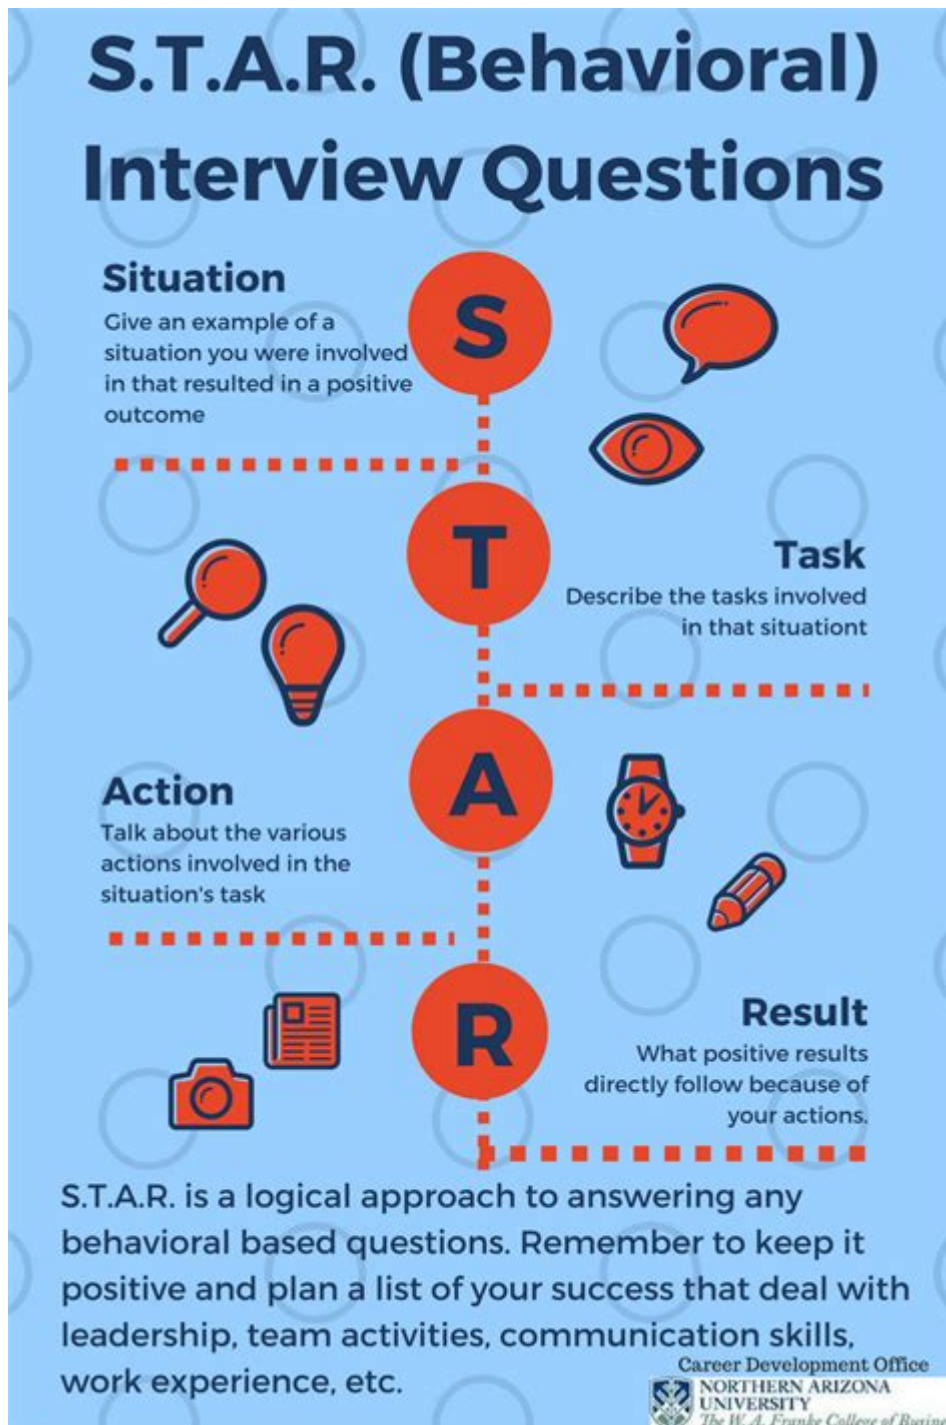 S.T.A.R. (Behavioral)
Interview Questions
Situation
Give an example of a
situation you were involved
in that resulted in a positive
outcome
S
T
Task
Describe the tasks involved
in that situationt
A
Action
Talk about the various
actions involved in the
situation's task
R
Result
What positive results
directly follow because of
your actions.
S.T.A.R. is a logical approach to answering any
behavioral based questions. Remember to keep it
positive and plan a list of your success that deal with
leadership, team activities, communication skills,
work experience, etc.
Career Development Office
NORTHERN ARIZONA
UNIVERSITY
The W. A. Franke College of